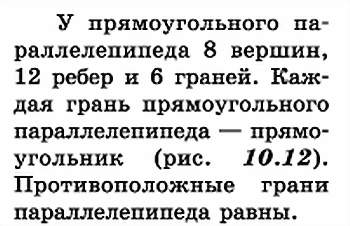 У прямоугольного па-
раллелепипеда 8 вершин,
12 ребер и 6 граней. Каж-
дая грань прямоугольного
параллелепипеда — прямо-
угольник (рис. 10.12).
Противоположные грани
параллелепипеда равны.